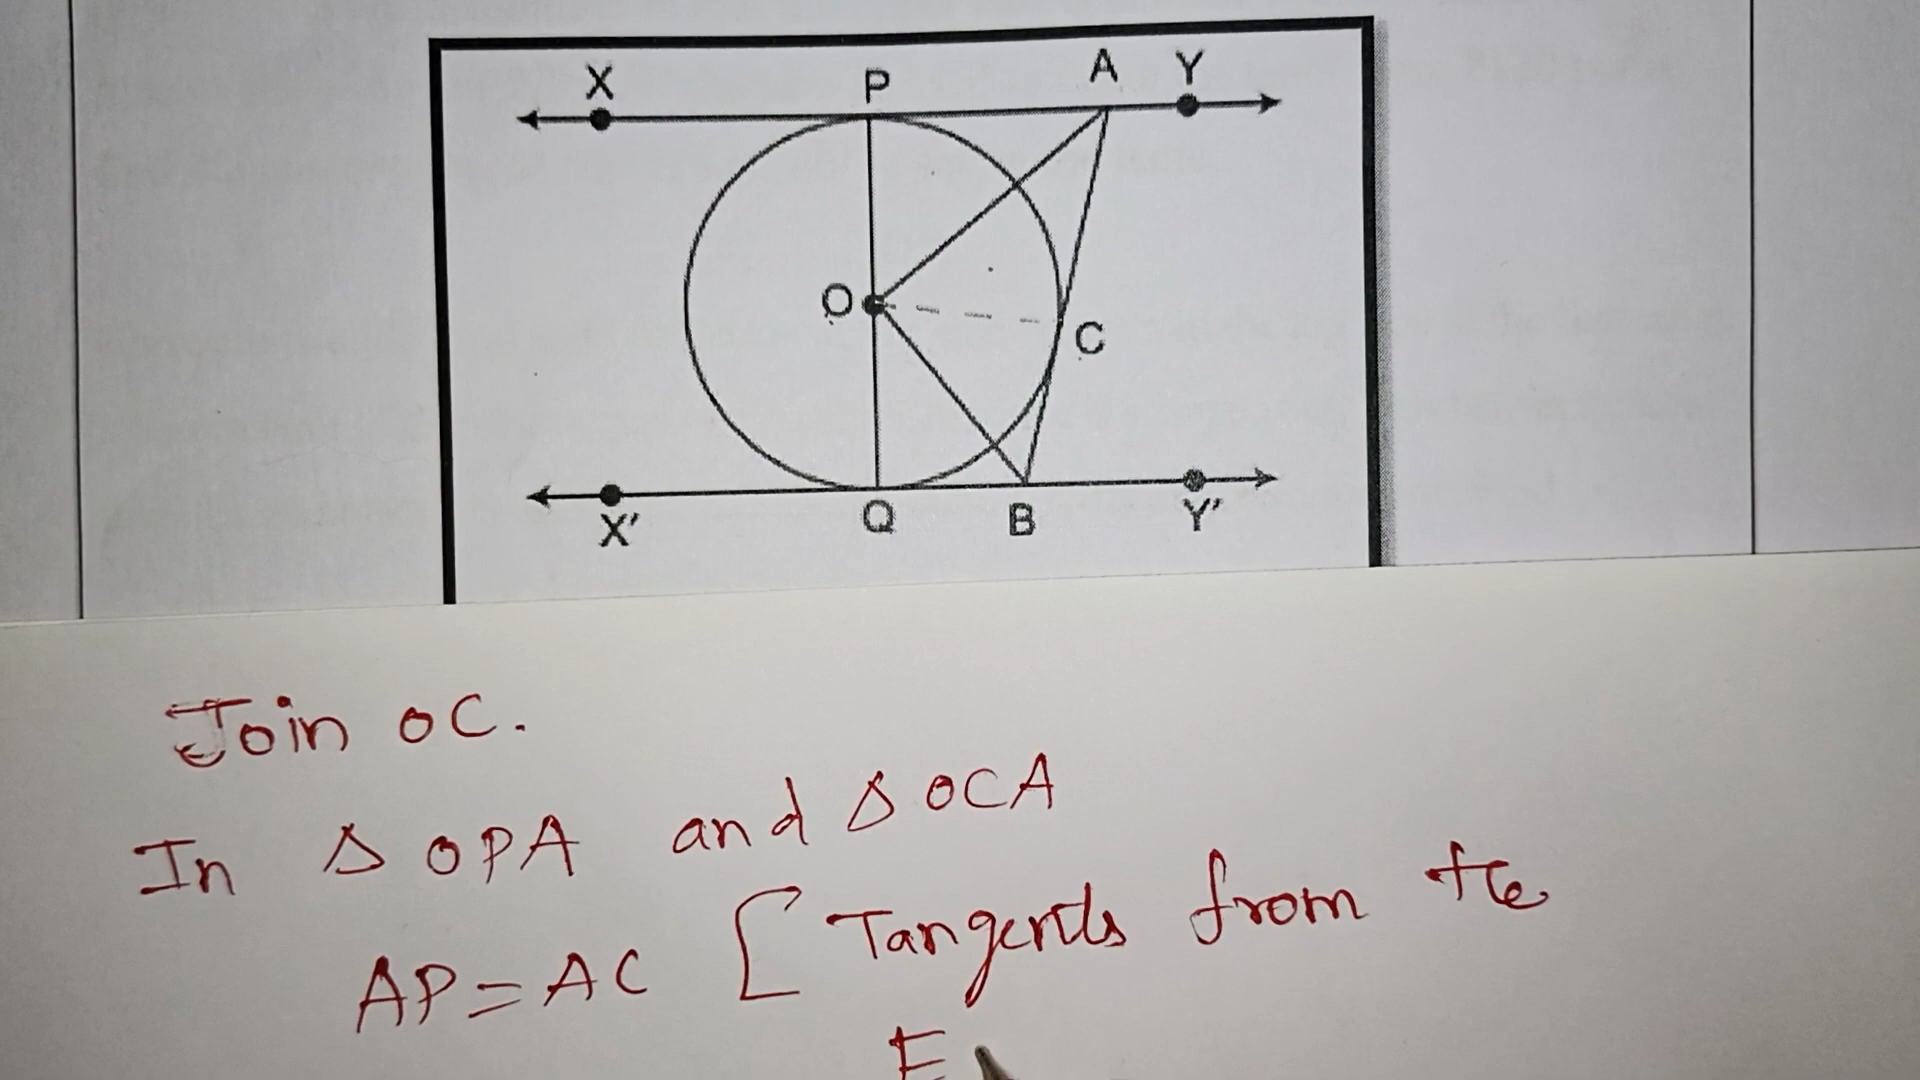 X P A Y
O C
X' Q B Y'
Join OC.
In Δ OPA and Δ OCA
AP = AC [Tangents from the
E